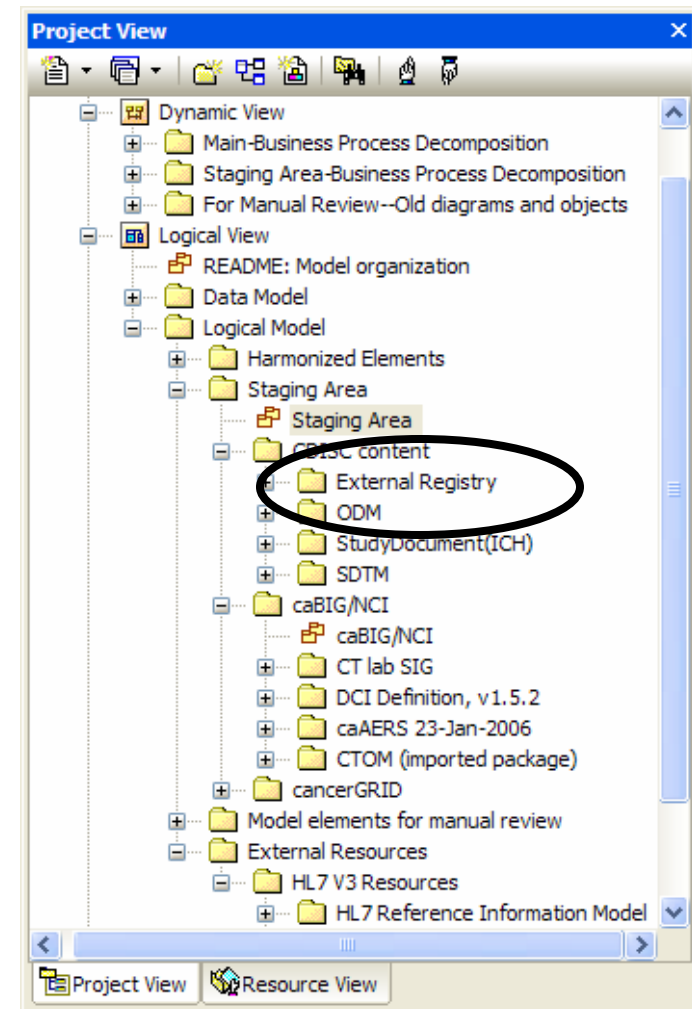 Project View
Dynamic View
Main-Business Process Decomposition
Staging Area-Business Process Decomposition
For Manual Review--Old diagrams and objects
Logical View
README: Model organization
Data Model
Logical Model
Harmonized Elements
Staging Area
Staging Area
CDISC content
External Registry
ODM
StudyDocument(ICH)
SDTM
caBIG/NCI
caBIG/NCI
CT lab SIG
DCI Definition, v1.5.2
caAERS 23-Jan-2006
CTOM (imported package)
cancerGRID
Model elements for manual review
External Resources
HL7 V3 Resources
HL7 Reference Information Model
Project View Resource View